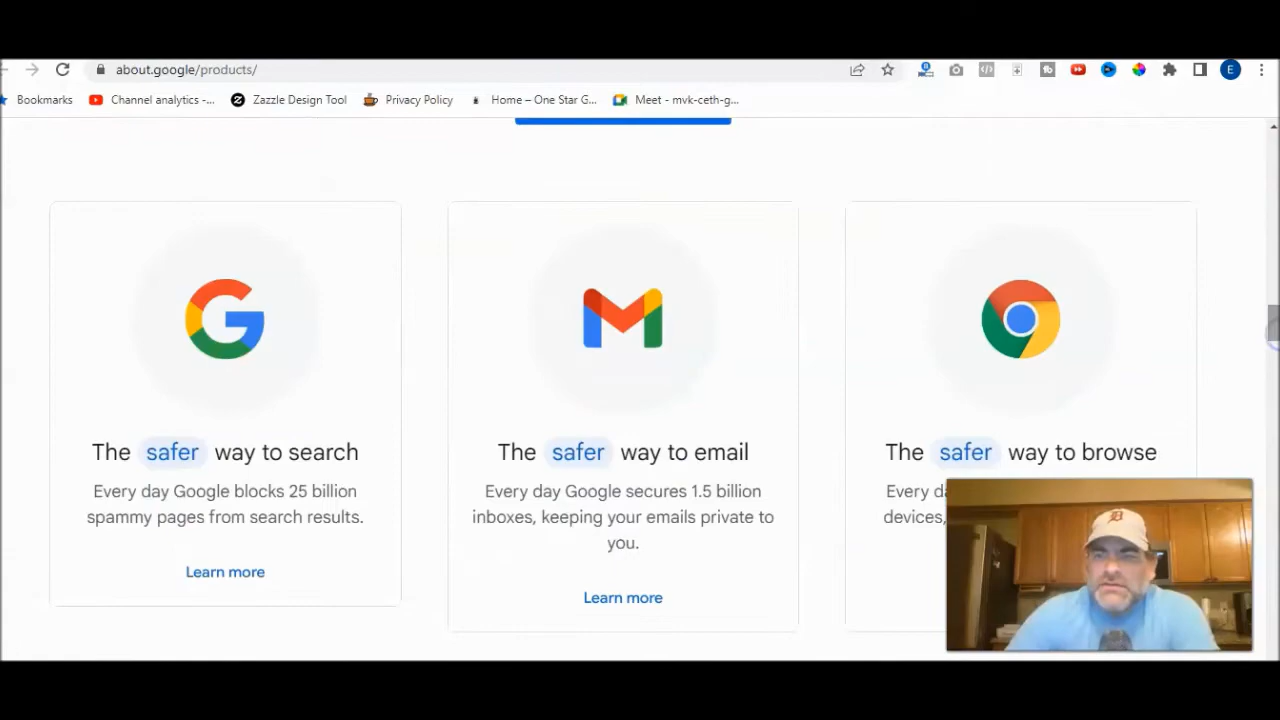 about.google/products/
E
Bookmarks Channel analytics -... Zazzle Design Tool Privacy Policy Home – One Star G... Meet - mvk-ceth-g...
The safer way to search
Every day Google blocks 25 billion
spammy pages from search results.
Learn more
The safer way to email
Every day Google secures 1.5 billion
inboxes, keeping your emails private to
you.
Learn more
The safer way to browse
Every da
devices,